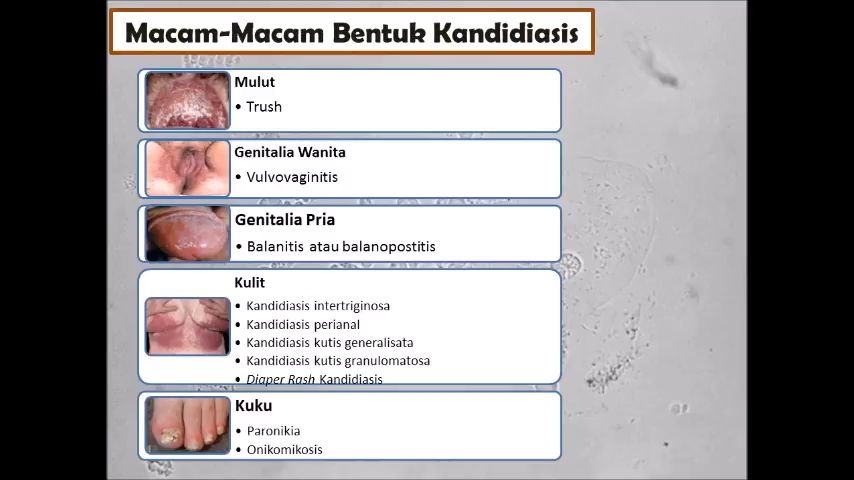 Macam-Macam Bentuk Kandidiasis
Mulut
• Trush
Genitalia Wanita
• Vulvovaginitis
Genitalia Pria
• Balanitis atau balanopostitis
Kulit
• Kandidiasis intertriginosa
• Kandidiasis perianal
• Kandidiasis kutis generalisata
• Kandidiasis kutis granulomatosa
• Diaper Rash Kandidiasis
Kuku
• Paronikia
• Onikomikosis